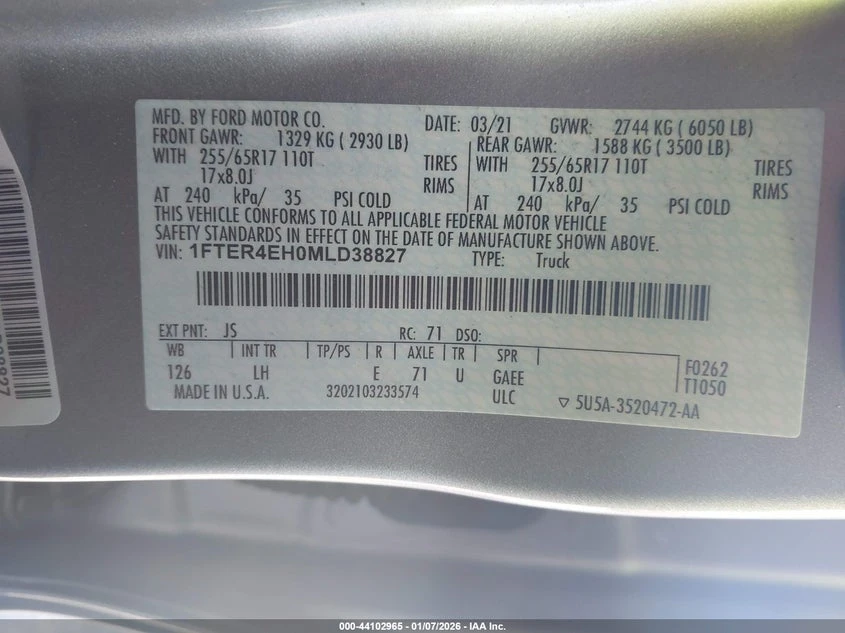 MFD. BY FORD MOTOR CO. DATE: 03/21 GVWR: 2744 KG ( 6050 LB)
FRONT GAWR: 1329 KG ( 2930 LB) REAR GAWR: 1588 KG ( 3500 LB)
WITH 255/65R17 110T TIRES WITH 255/65R17 110T TIRES
17x8.0J RIMS 17x8.0J RIMS
AT 240 kPa/ 35 PSI COLD AT 240 kPa/ 35 PSI COLD
THIS VEHICLE CONFORMS TO ALL APPLICABLE FEDERAL MOTOR VEHICLE
SAFETY STANDARDS IN EFFECT ON THE DATE OF MANUFACTURE SHOWN ABOVE.
VIN: 1FTER4EH0MLD38827 TYPE: Truck
EXT PNT: JS RC: 71 DSO:
WB INT TR TP/PS R AXLE TR SPR
126 LH E 71 U GAEE F0262
MADE IN U.S.A. 3202103233574 ULC T1050
▽ 5U5A-3520472-AA
000-44102965 - 01/07/2026 - IAA Inc.